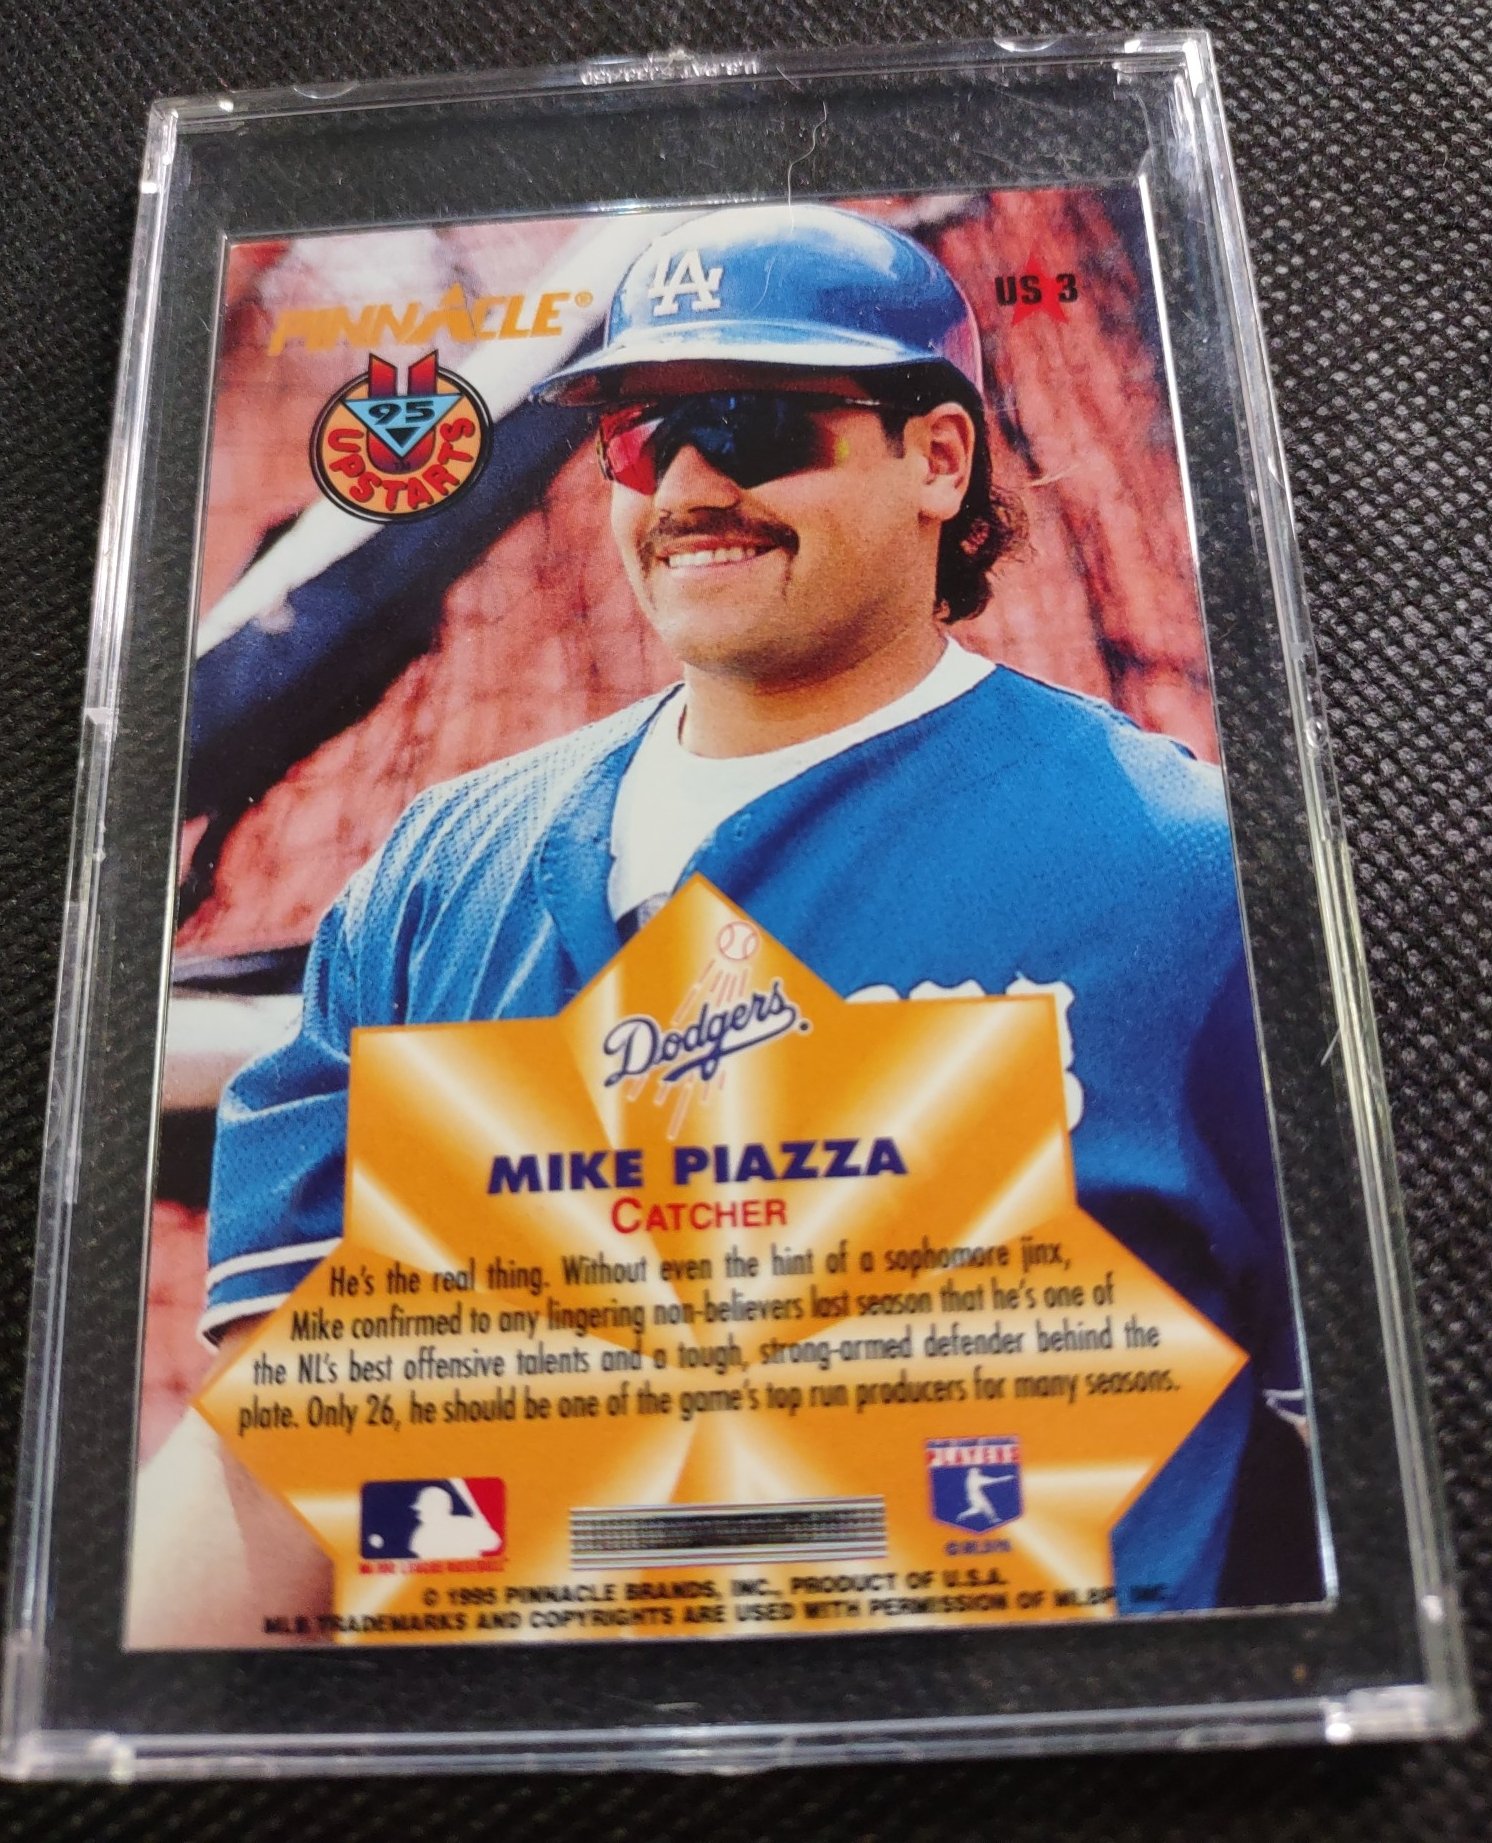 PINNACLE®
US 3
95
UPSTARTS
LA
Dodgers.
MIKE PIAZZA
CATCHER
He's the real thing. Without even the hint of a sophomore jinx,
Mike confirmed to any lingering non-believers last season that he's one of
the NL's best offensive talents and a tough, strong-armed defender behind the
plate. Only 26, he should be one of the game's top run producers for many seasons.
PLAYERS
MAJOR LEAGUE BASEBALL
© 1995 PINNACLE BRANDS, INC., PRODUCT OF U.S.A.
MLB TRADEMARKS AND COPYRIGHTS ARE USED WITH PERMISSION OF MLBP, INC.